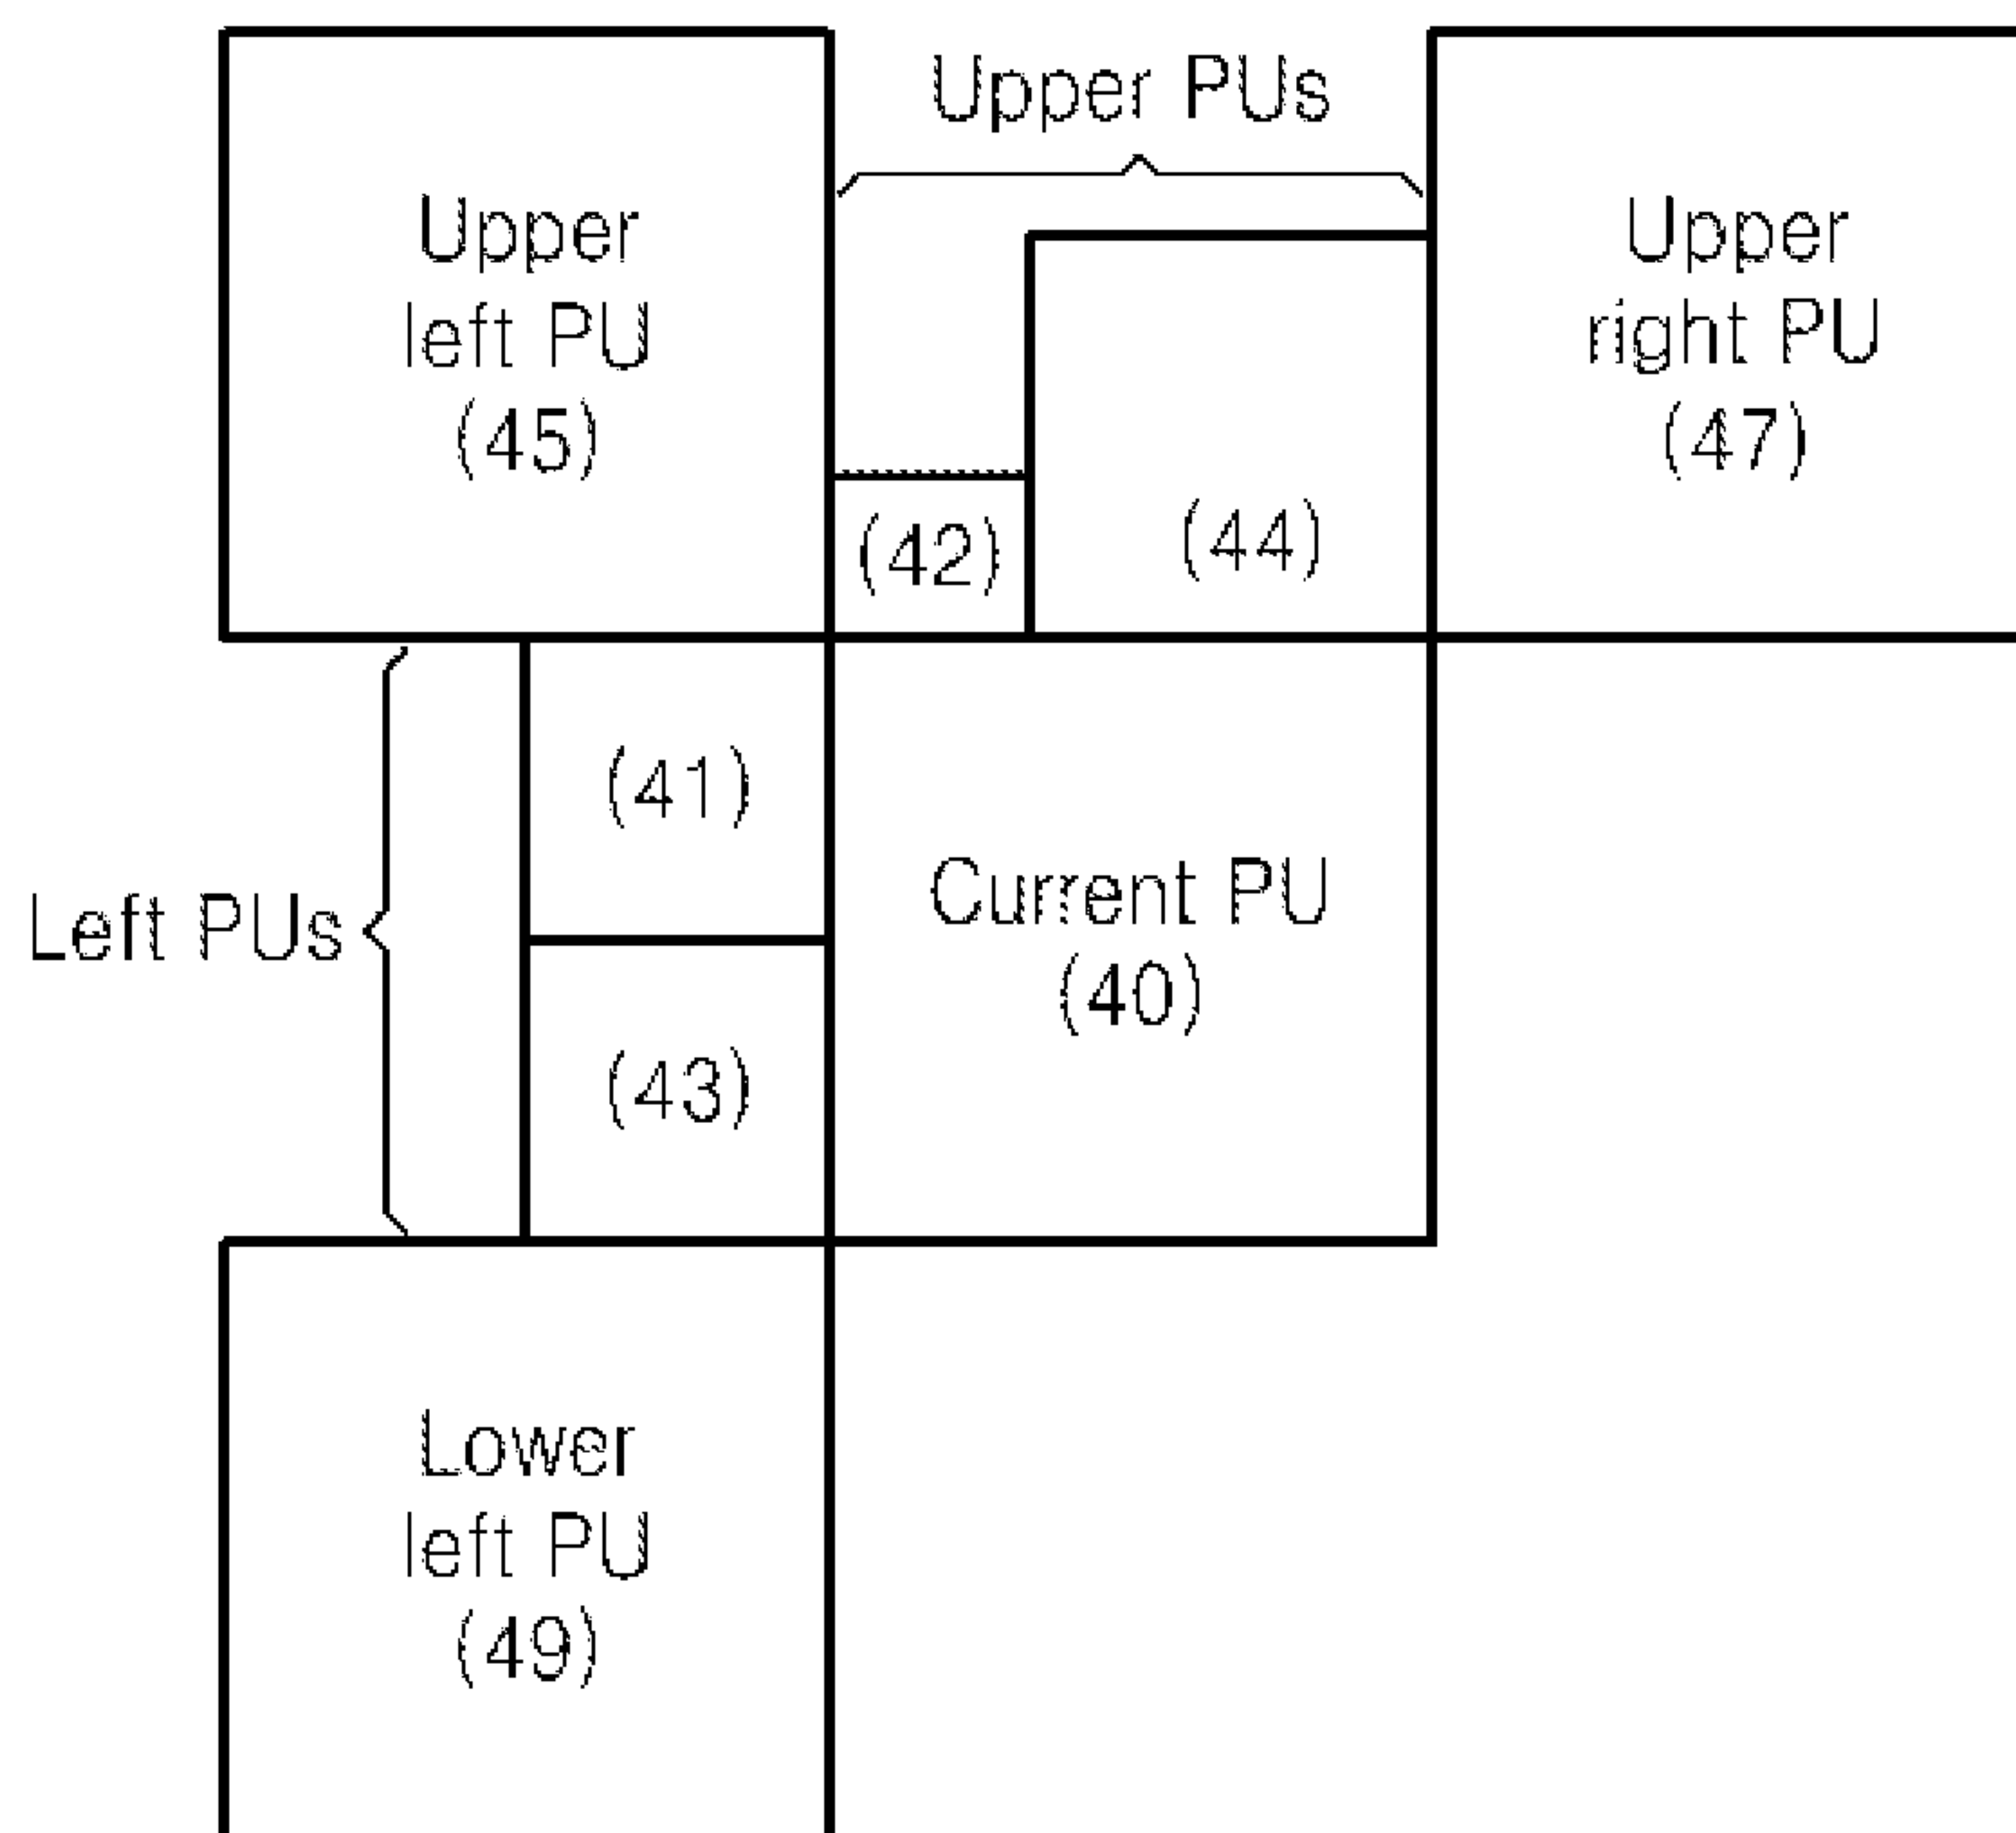 Upper PUs
Upper
left PU
(45)
Upper
right PU
(47)
(42)
(44)
(41)
Left PUs
Current PU
(40)
(43)
Lower
left PU
(49)